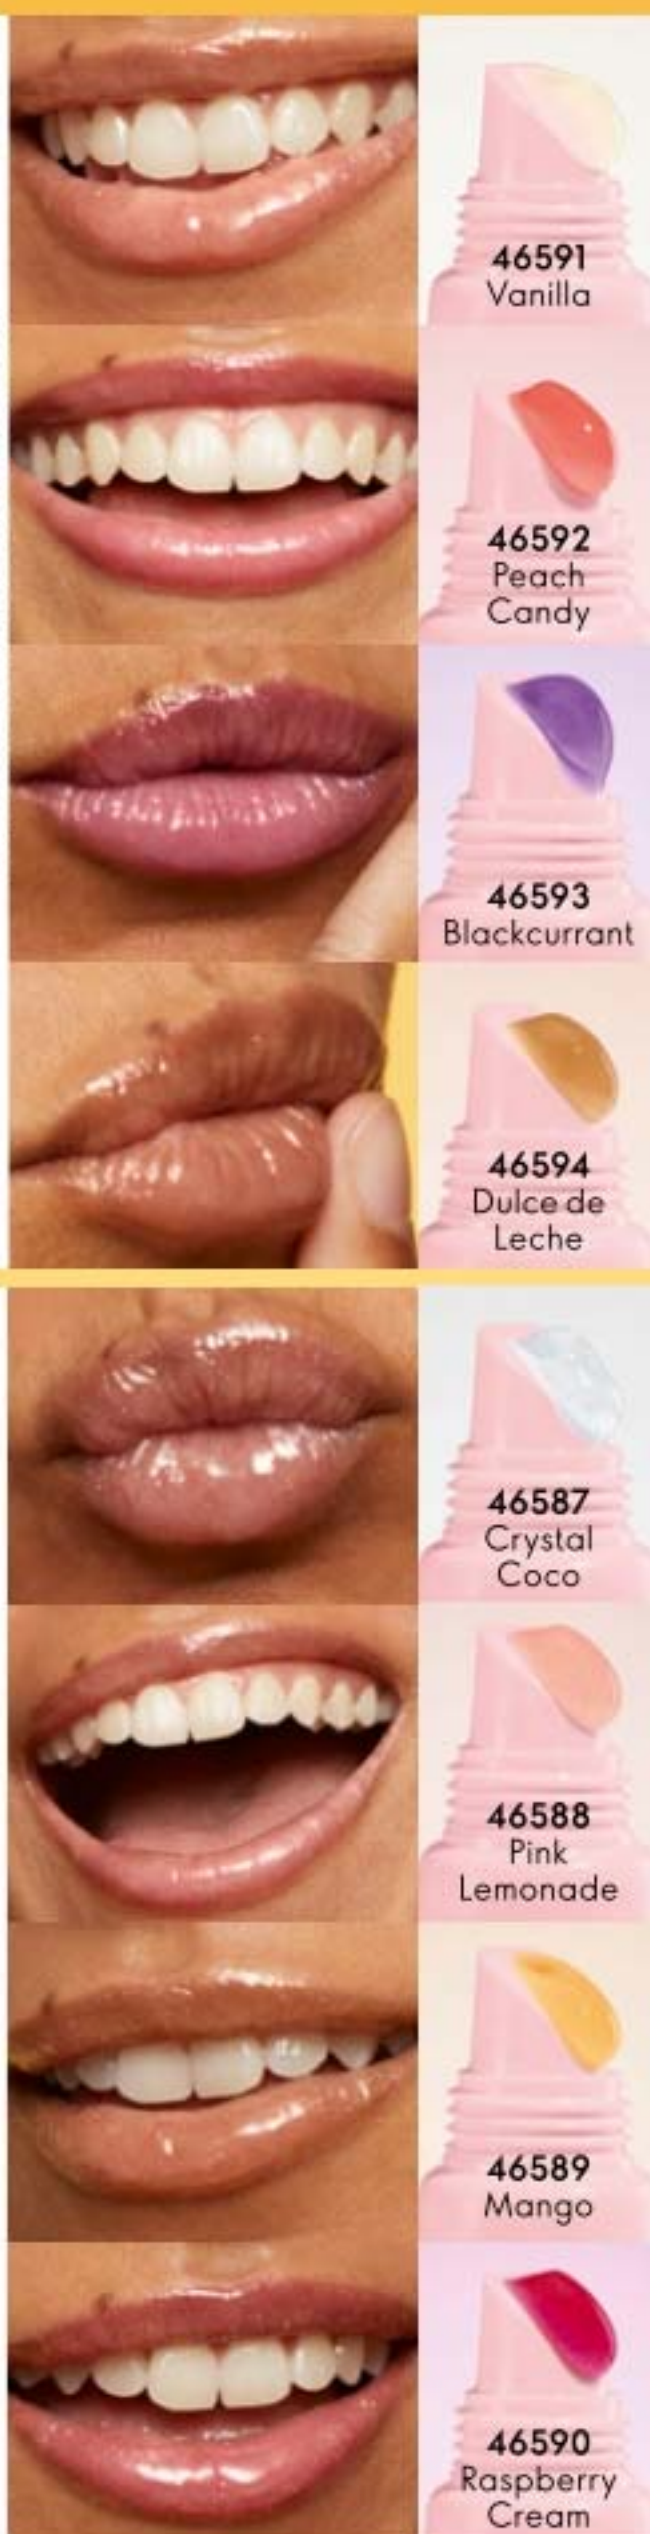 46591
Vanilla
46592
Peach
Candy
46593
Blackcurrant
46594
Dulce de
Leche
46587
Crystal
Coco
46588
Pink
Lemonade
46589
Mango
46590
Raspberry
Cream